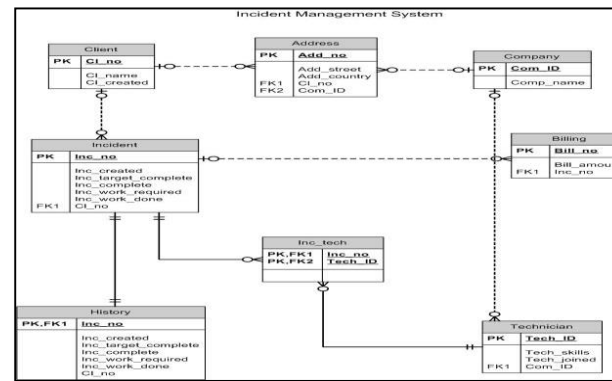 Incident Management System
Client
PK Cl_no
Cl_name
Cl_created
Address
PK Add_no
Add_street
Add_country
FK1 Cl_no
FK2 Com_ID
Company
PK Com_ID
Comp_name
Incident
PK Inc_no
Inc_created
Inc_target_complete
Inc_complete
Inc_work_required
Inc_work_done
FK1 Cl_no
Billing
PK Bill_no
Bill_amou
FK1 Inc_no
Inc_tech
PK,FK1 Inc_no
PK,FK2 Tech_ID
History
PK,FK1 Inc_no
Inc_created
Inc_target_complete
Inc_complete
Inc_work_required
Inc_work_done
Cl_no
Technician
PK Tech_ID
Tech_skills
Tech_joined
FK1 Com_ID